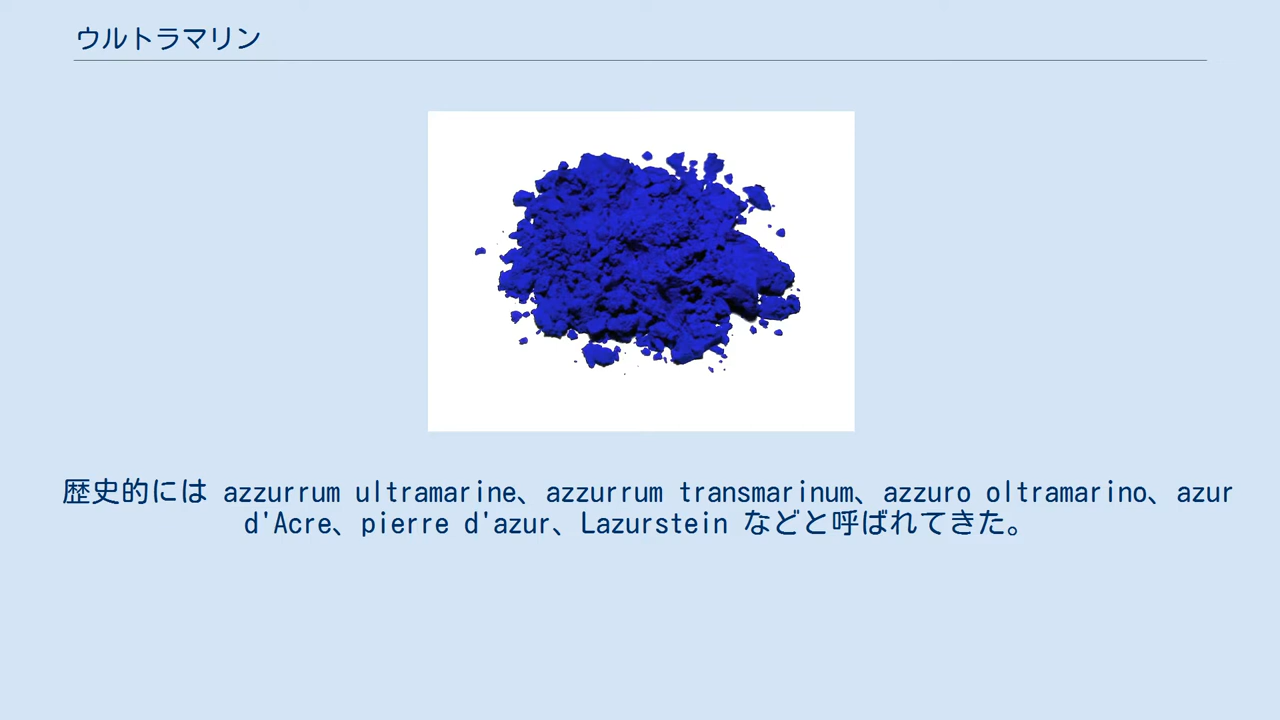 ウルトラマリン
歴史的には azzurrum ultramarine、azzurrum transmarinum、azzuro oltramarino、azur
d'Acre、pierre d'azur、Lazurstein などと呼ばれてきた。